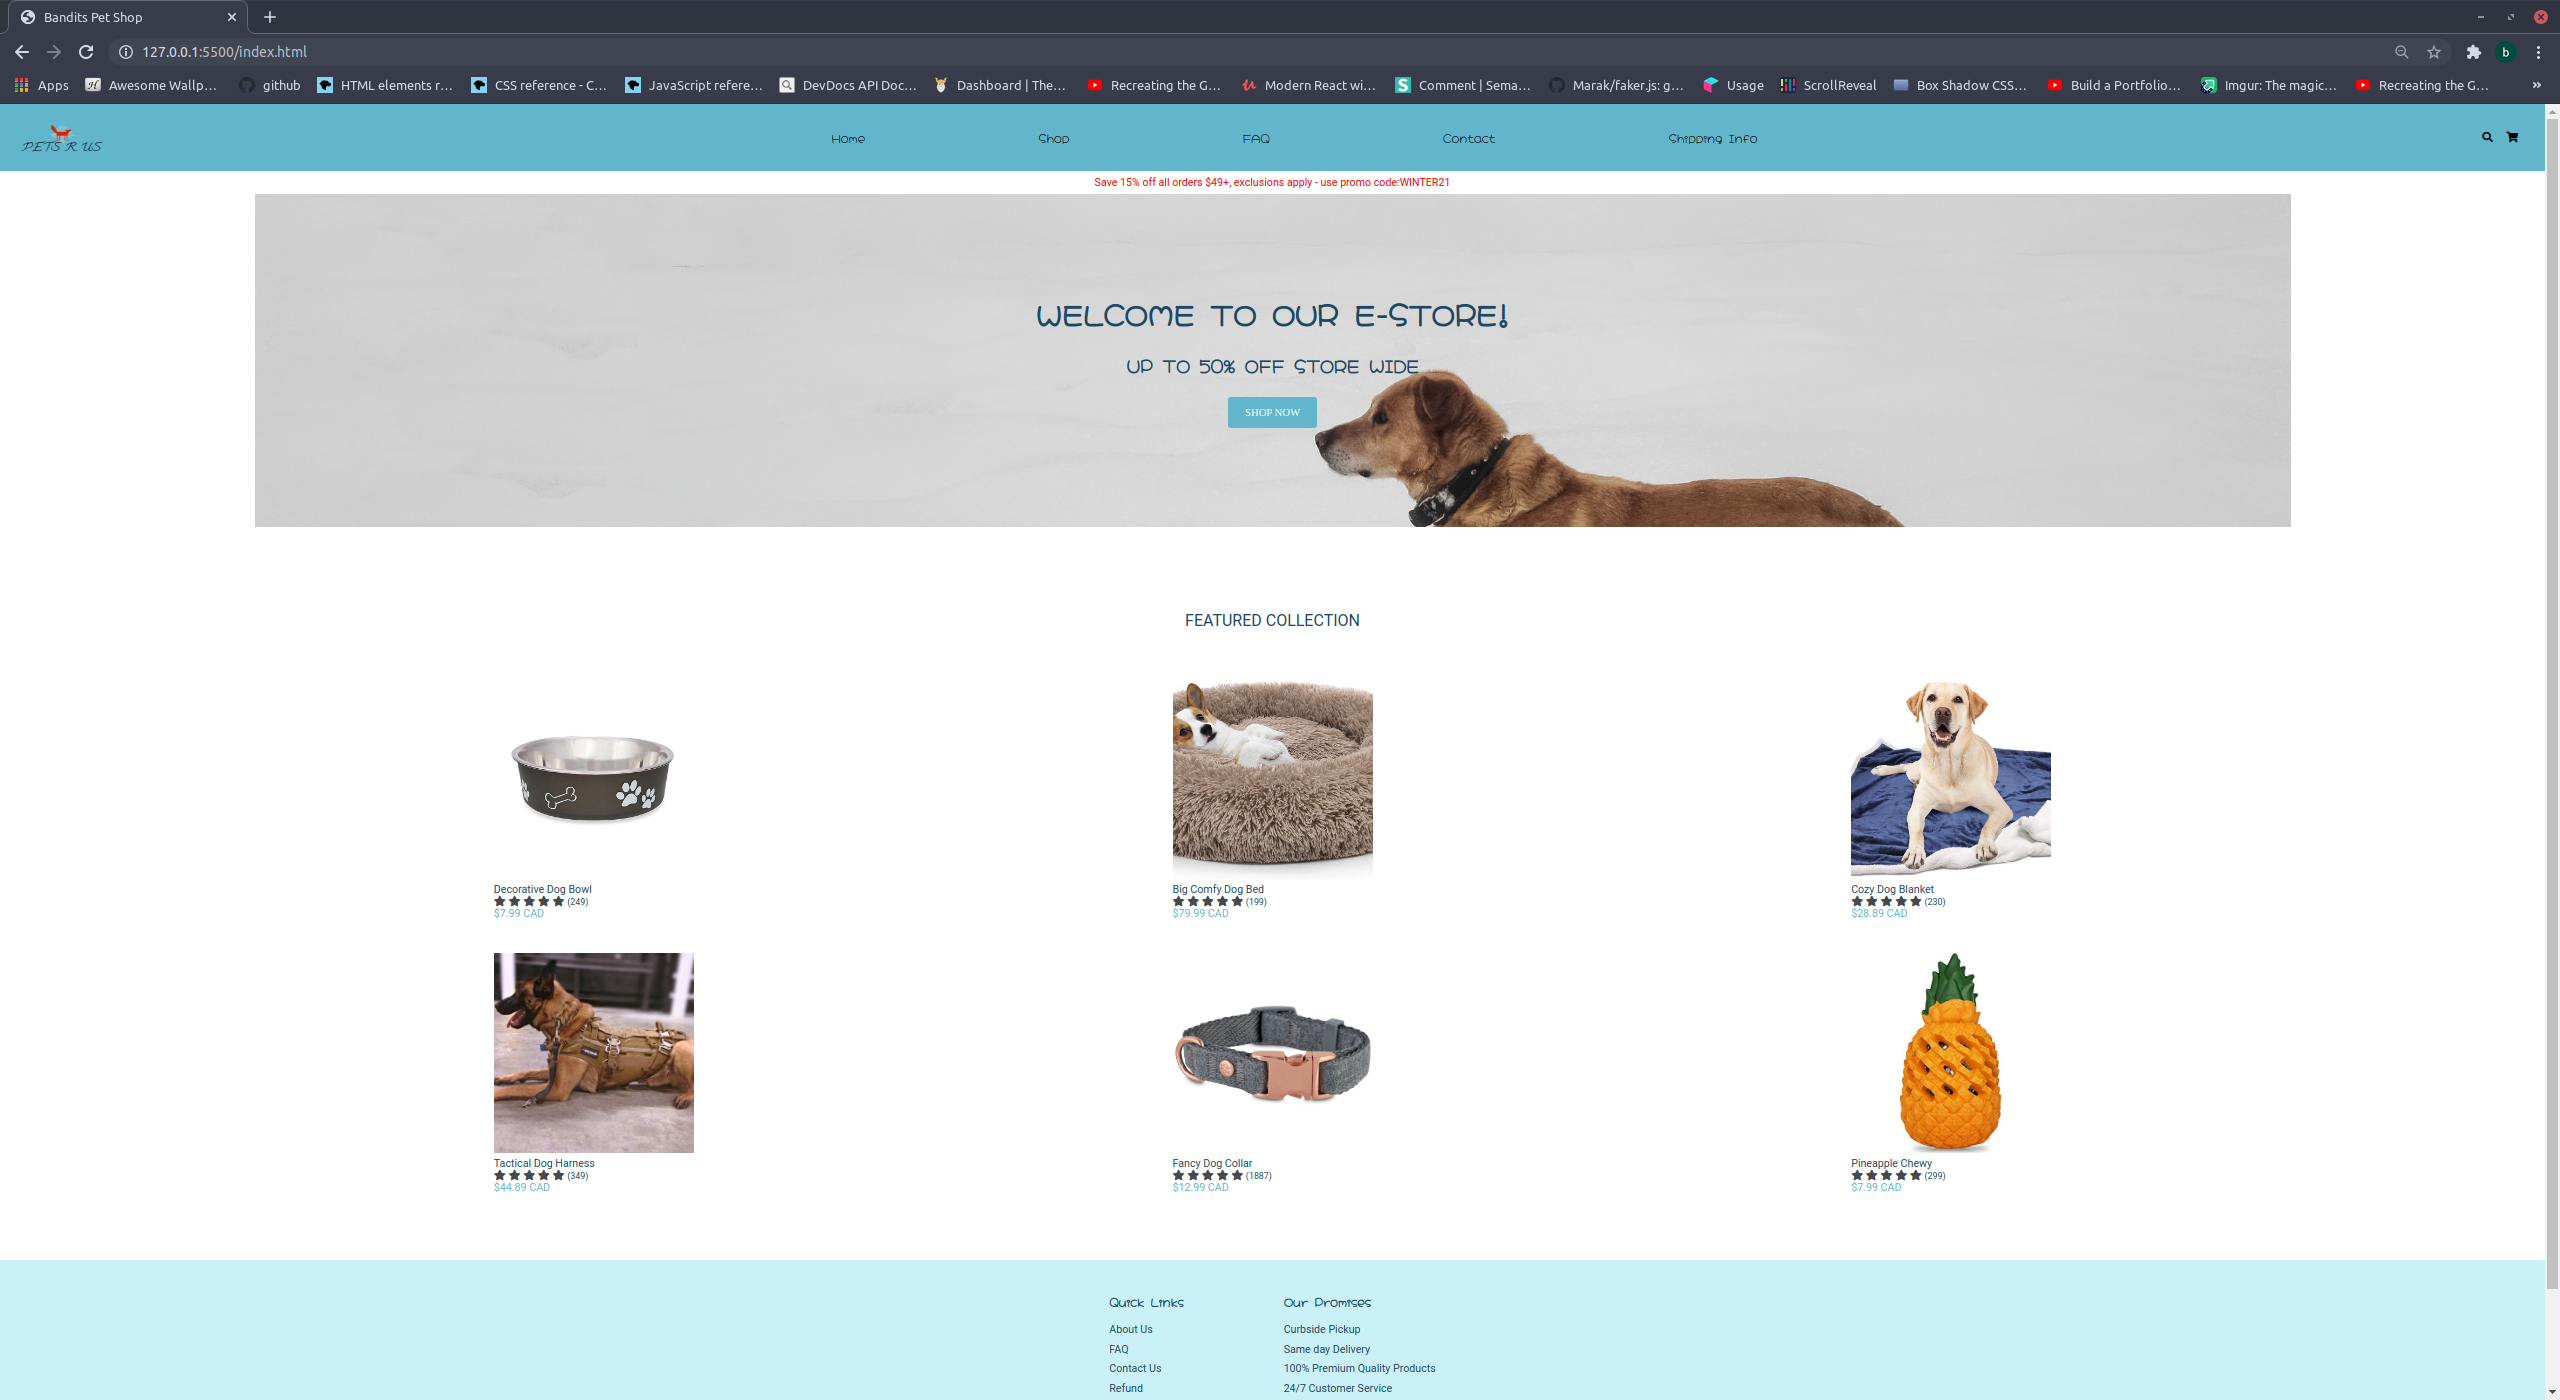 Bandits Pet Shop
127.0.0.1:5500/index.html
Apps Awesome Wallp... github HTML elements r... CSS reference - C... JavaScript refere... DevDocs API Doc... Dashboard | The... Recreating the G... Modern React wi... Comment | Sema... Marak/faker.js: g... Usage ScrollReveal Box Shadow CSS... Build a Portfolio... Imgur: The magic... Recreating the G... »
b
PETS R US
Home Shop FAQ Contact Shipping Info
Save 15% off all orders $49+, exclusions apply - use promo code:WINTER21
WELCOME TO OUR E-STORE!
UP TO 50% OFF STORE WIDE
SHOP NOW
FEATURED COLLECTION
Decorative Dog Bowl
(249)
$7.99 CAD
Big Comfy Dog Bed
(199)
$79.99 CAD
Cozy Dog Blanket
(230)
$28.89 CAD
Tactical Dog Harness
(349)
$44.89 CAD
Fancy Dog Collar
(1887)
$12.99 CAD
Pineapple Chewy
(299)
$7.99 CAD
Quick Links
About Us
FAQ
Contact Us
Refund
Our Promises
Curbside Pickup
Same day Delivery
100% Premium Quality Products
24/7 Customer Service